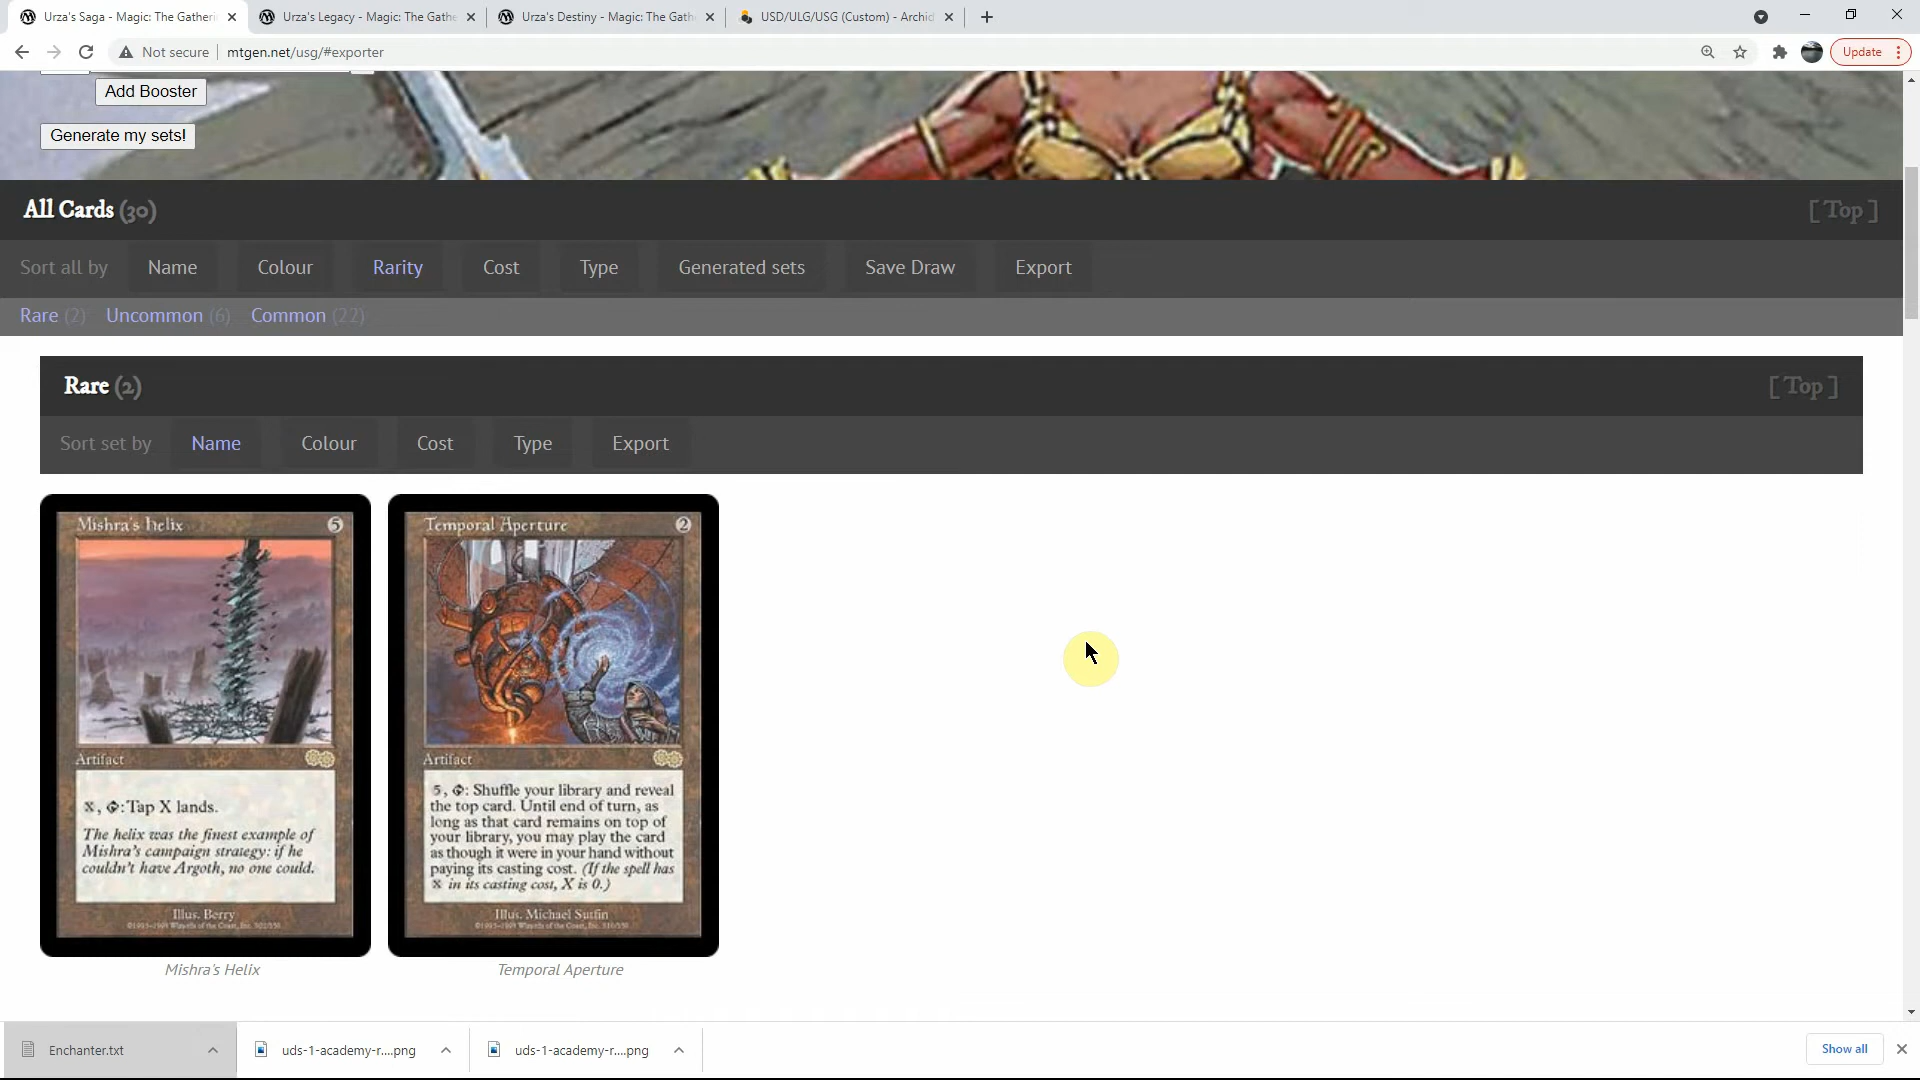 Urza's Saga - Magic: The Gatheri
Urza's Legacy - Magic: The Gathe
Urza's Destiny - Magic: The Gath
USD/ULG/USG (Custom) - Archid
Not secure
mtgen.net/usg/#exporter
Update
Add Booster
Generate my sets!
All Cards (30)
[ Top ]
Sort all by
Name
Colour
Rarity
Cost
Type
Generated sets
Save Draw
Export
Rare (2)
Uncommon (6)
Common (22)
Rare (2)
[ Top ]
Sort set by
Name
Colour
Cost
Type
Export
Mishra's Helix
5
Artifact
X, : Tap X lands.
The helix was the finest example of
Mishra's campaign strategy: if he
couldn't have Argoth, no one could.
Illus. Berry
Mishra's Helix
Temporal Aperture
2
Artifact
5, : Shuffle your library and reveal
the top card. Until end of turn, as
long as that card remains on top of
your library, you may play the card
as though it were in your hand without
paying its casting cost. (If the spell has
X in its casting cost, X is 0.)
Illus. Michael Sutfin
Temporal Aperture
Enchanter.txt
uds-1-academy-r....png
uds-1-academy-r....png
Show all